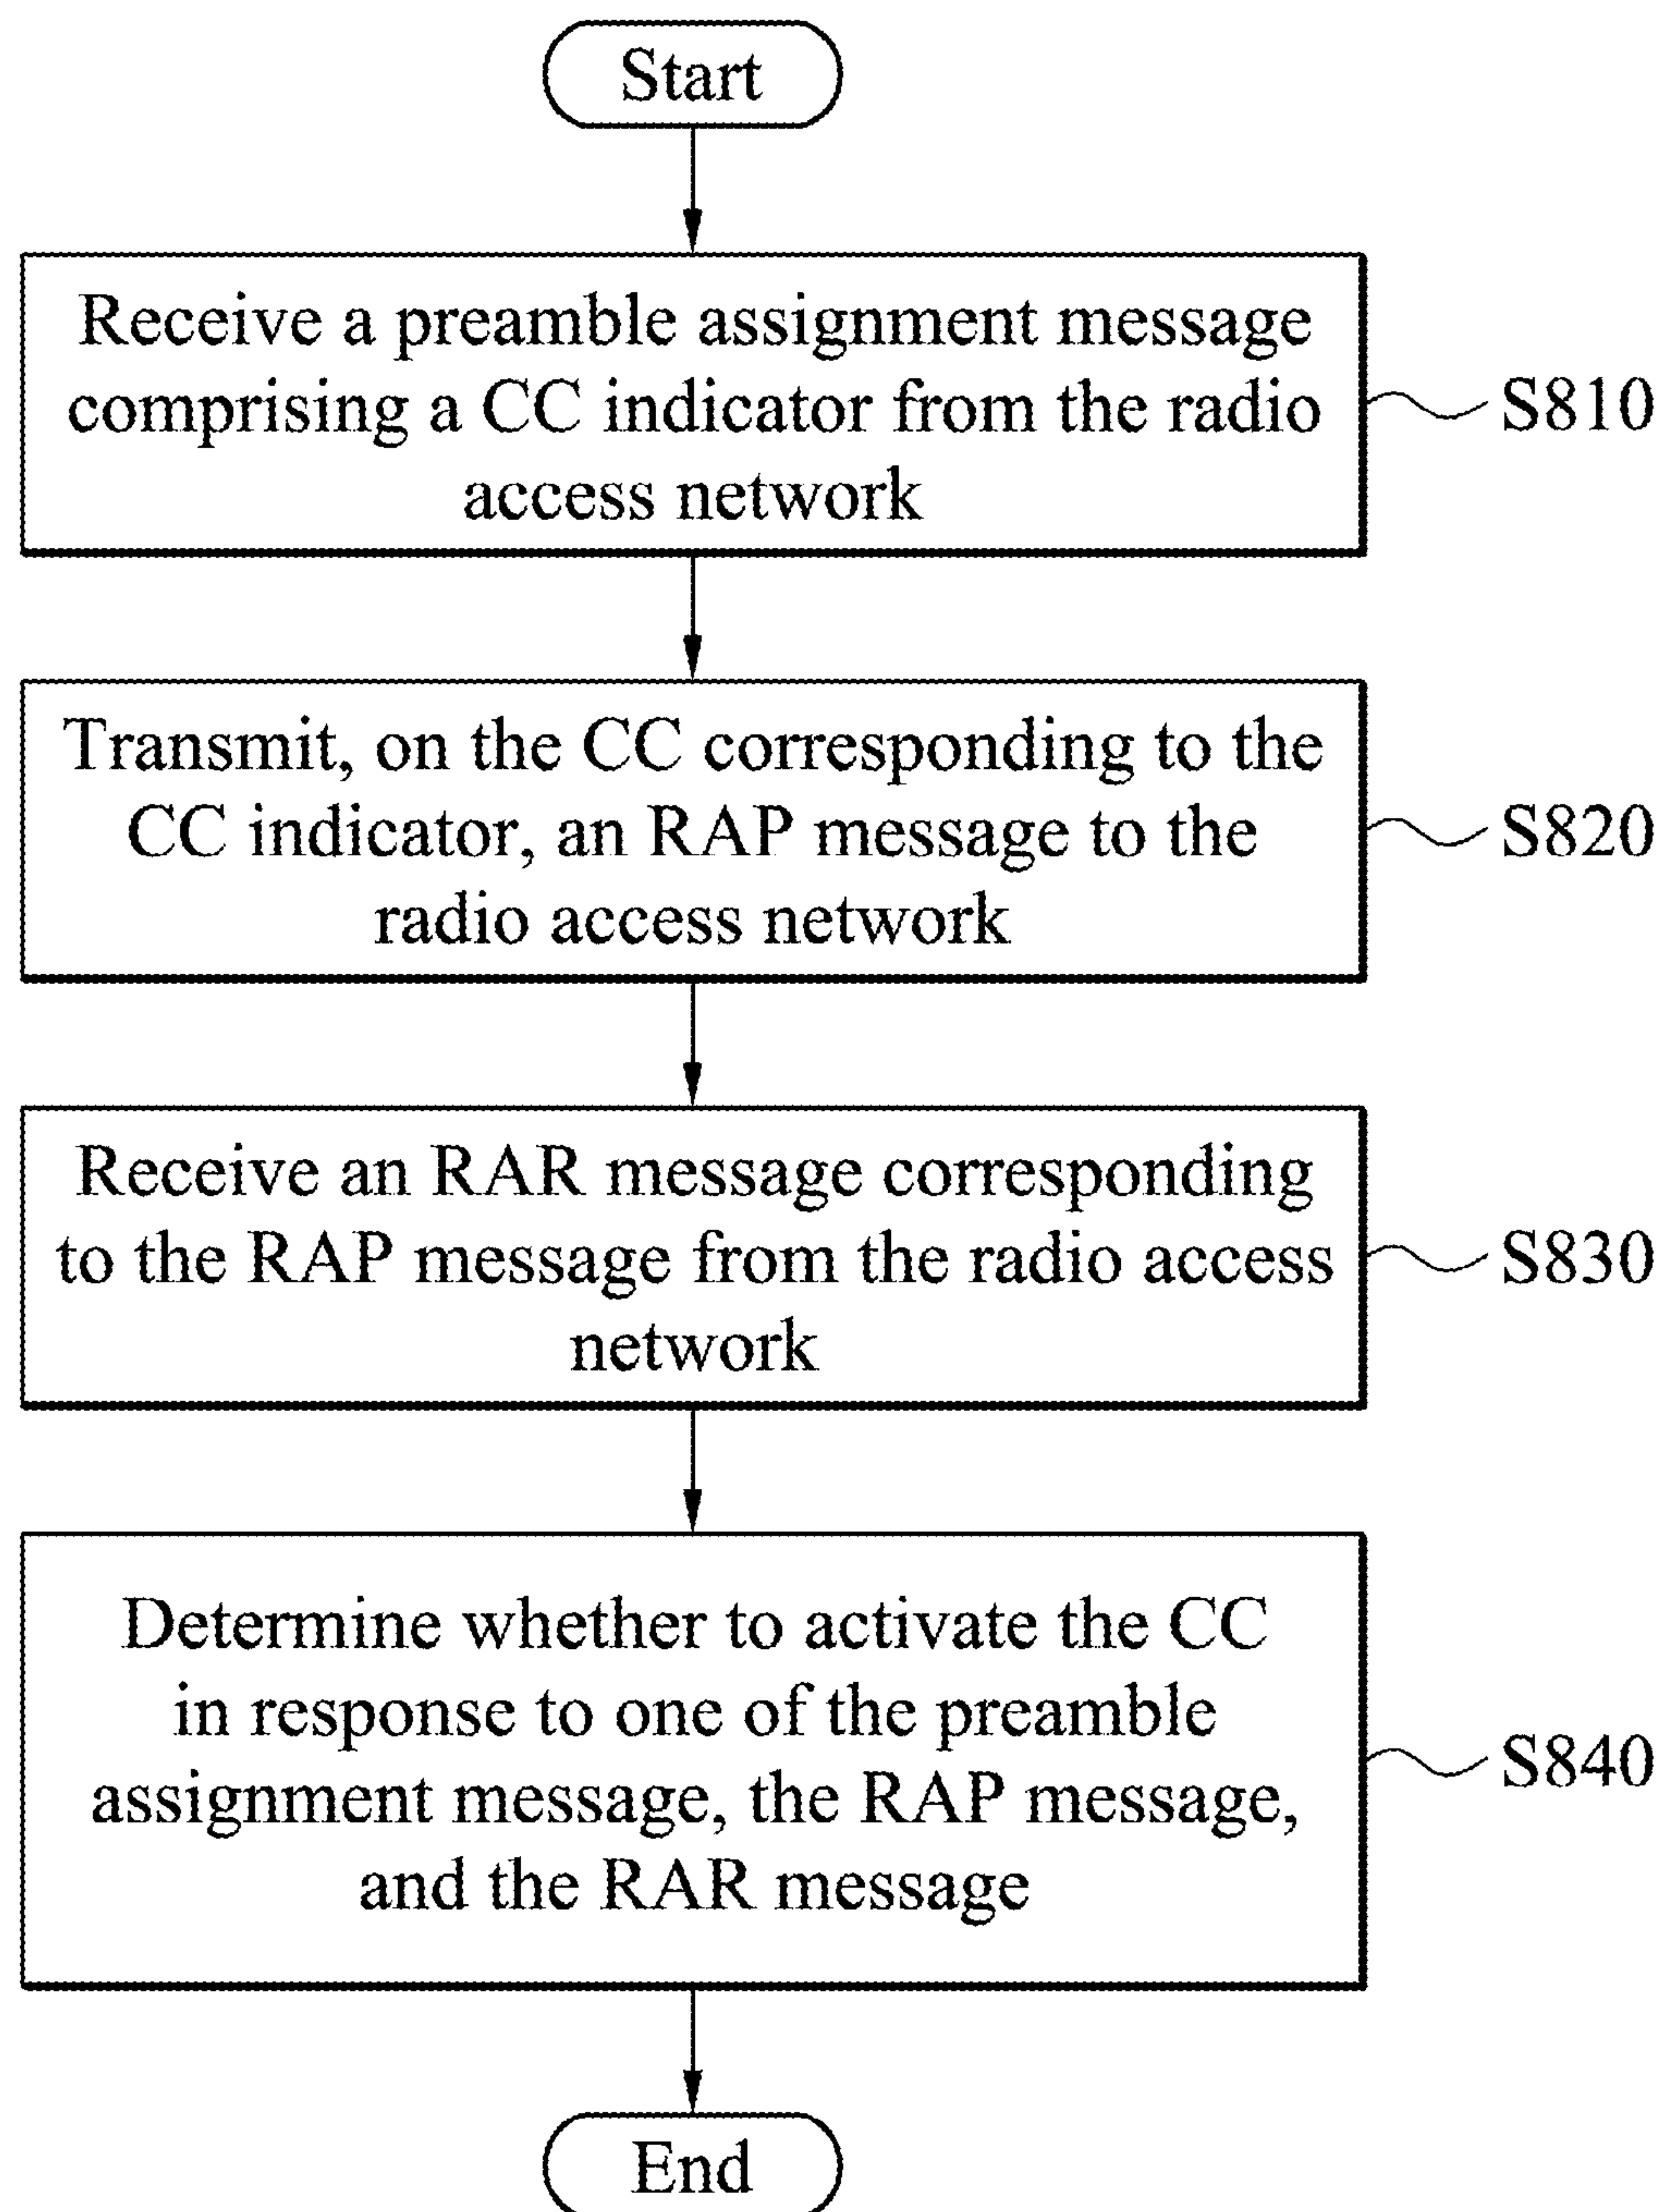 Start
Receive a preamble assignment message
comprising a CC indicator from the radio
access network
S810
Transmit, on the CC corresponding to the
CC indicator, an RAP message to the
radio access network
S820
Receive an RAR message corresponding
to the RAP message from the radio access
network
S830
Determine whether to activate the CC
in response to one of the preamble
assignment message, the RAP message,
and the RAR message
S840
End